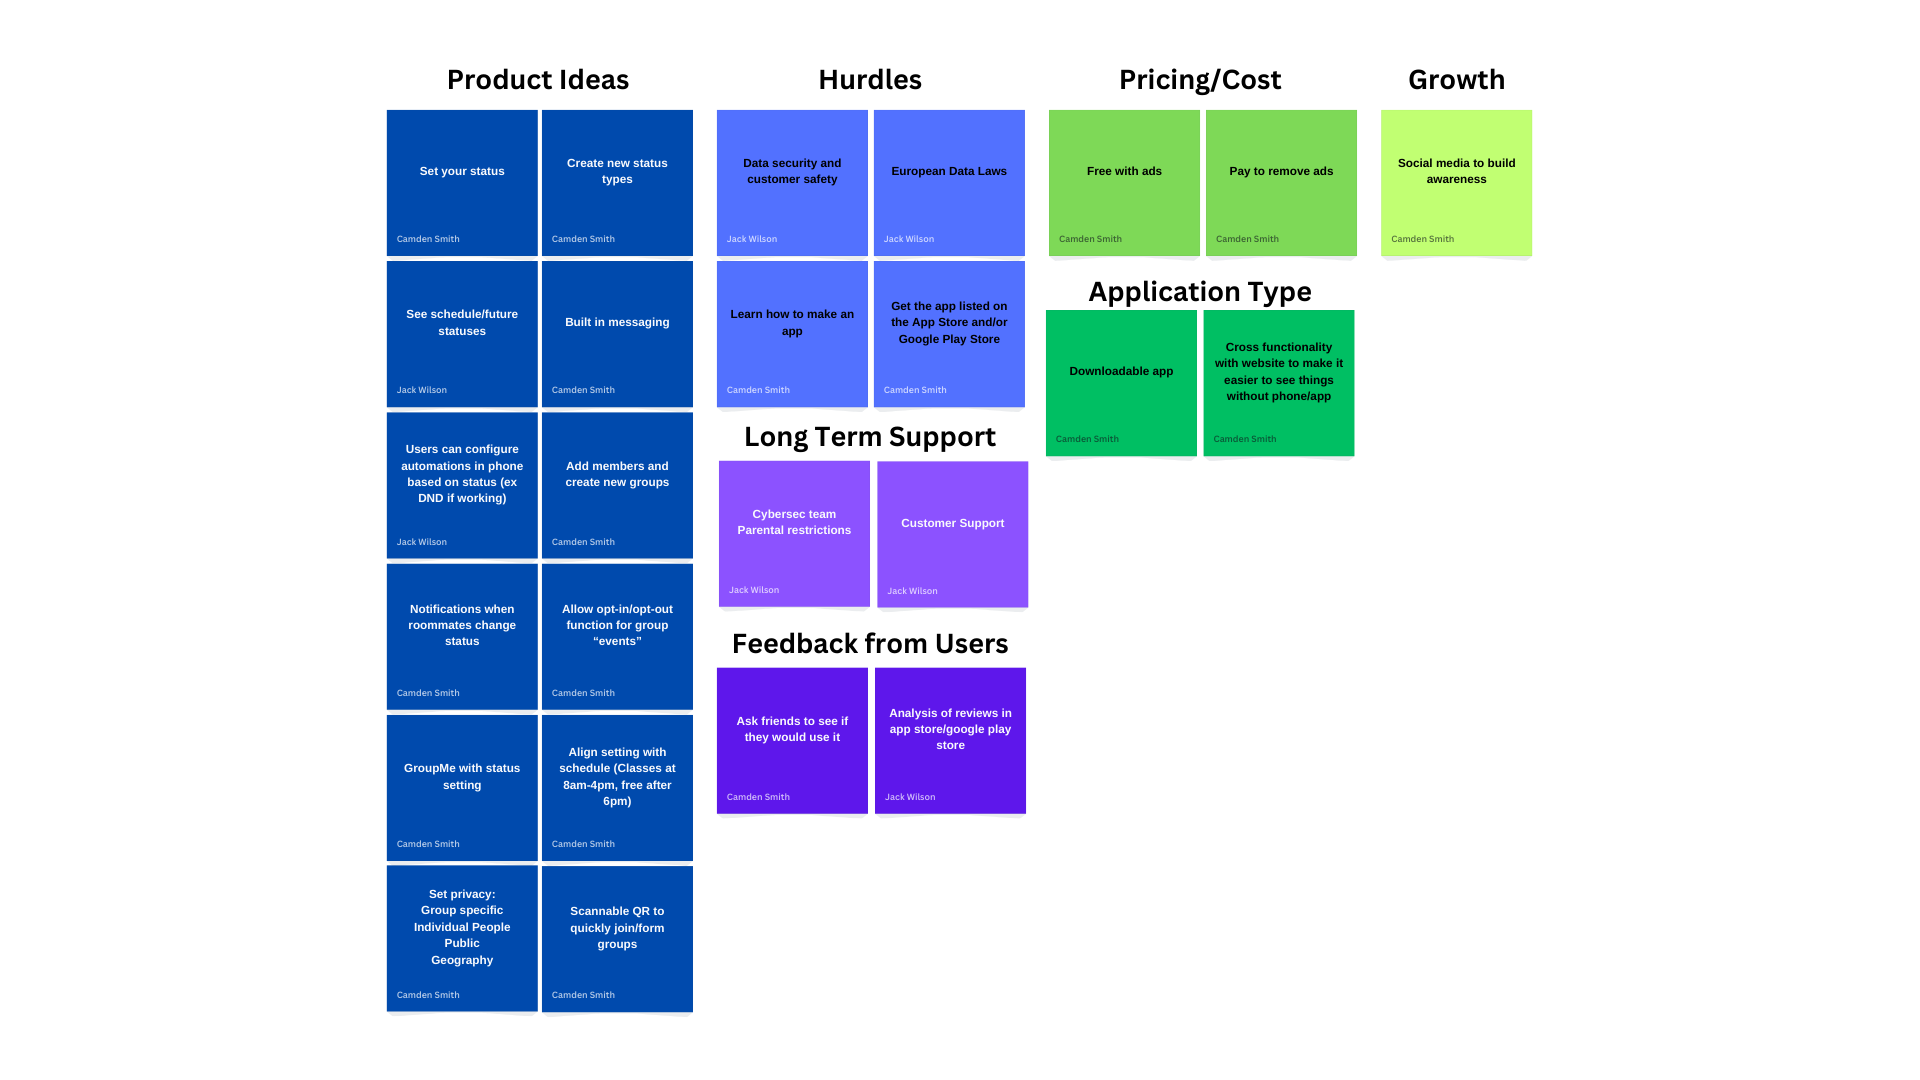 Product Ideas
Set your status
Camden Smith
Create new status
types
Camden Smith
See schedule/future
statuses
Jack Wilson
Built in messaging
Camden Smith
Users can configure
automations in phone
based on status (ex
DND if working)
Jack Wilson
Add members and
create new groups
Camden Smith
Notifications when
roommates change
status
Camden Smith
Allow opt-in/opt-out
function for group
“events”
Camden Smith
GroupMe with status
setting
Camden Smith
Align setting with
schedule (Classes at
8am-4pm, free after
6pm)
Camden Smith
Set privacy:
Group specific
Individual People
Public
Geography
Camden Smith
Scannable QR to
quickly join/form
groups
Camden Smith
Hurdles
Data security and
customer safety
Jack Wilson
European Data Laws
Jack Wilson
Learn how to make an
app
Camden Smith
Get the app listed on
the App Store and/or
Google Play Store
Camden Smith
Long Term Support
Cybersec team
Parental restrictions
Jack Wilson
Customer Support
Jack Wilson
Feedback from Users
Ask friends to see if
they would use it
Camden Smith
Analysis of reviews in
app store/google play
store
Jack Wilson
Pricing/Cost
Free with ads
Camden Smith
Pay to remove ads
Camden Smith
Application Type
Downloadable app
Camden Smith
Cross functionality
with website to make it
easier to see things
without phone/app
Camden Smith
Growth
Social media to build
awareness
Camden Smith